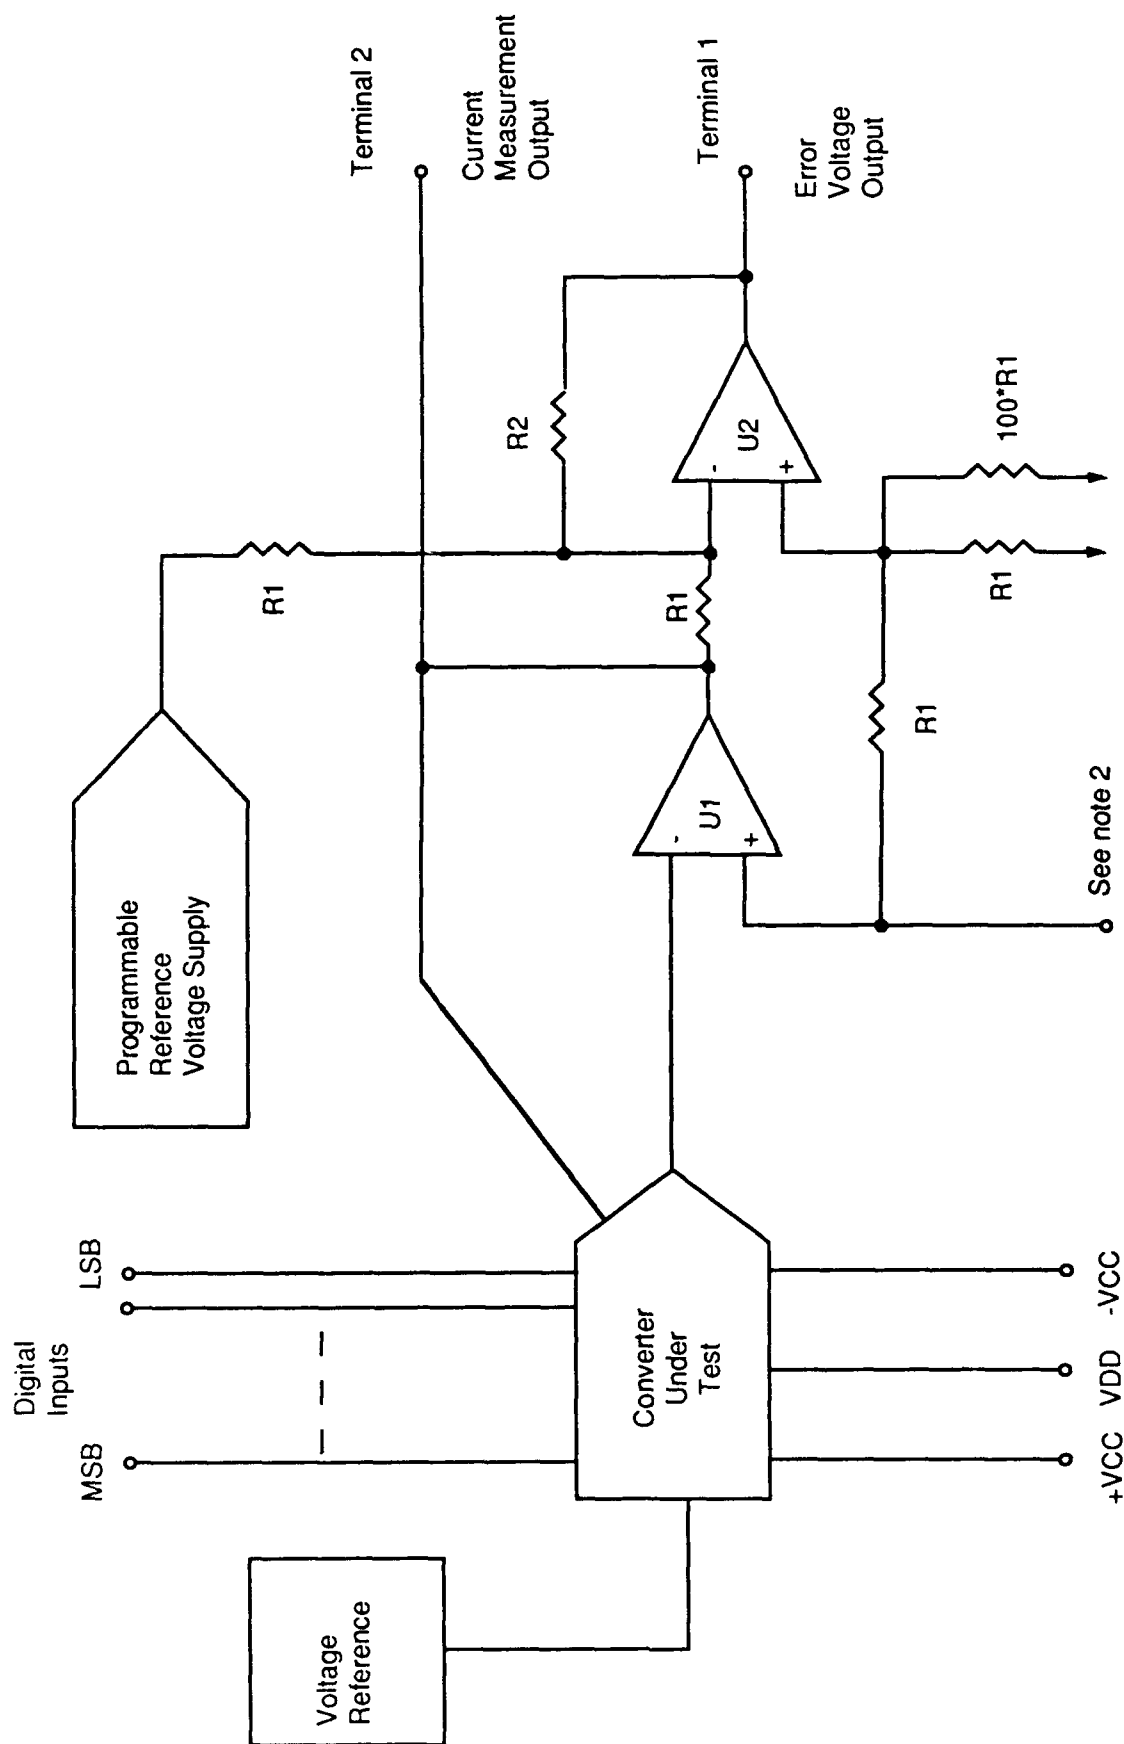 Voltage
Reference
Digital
Inputs
MSB
LSB
Converter
Under
Test
+VCC
VDD
-VCC
Programmable
Reference
Voltage Supply
R1
R2
R1
U1
-
+
U2
-
+
R1
R1
100*R1
See note 2
Terminal 2
Current
Measurement
Output
Terminal 1
Error
Voltage
Output